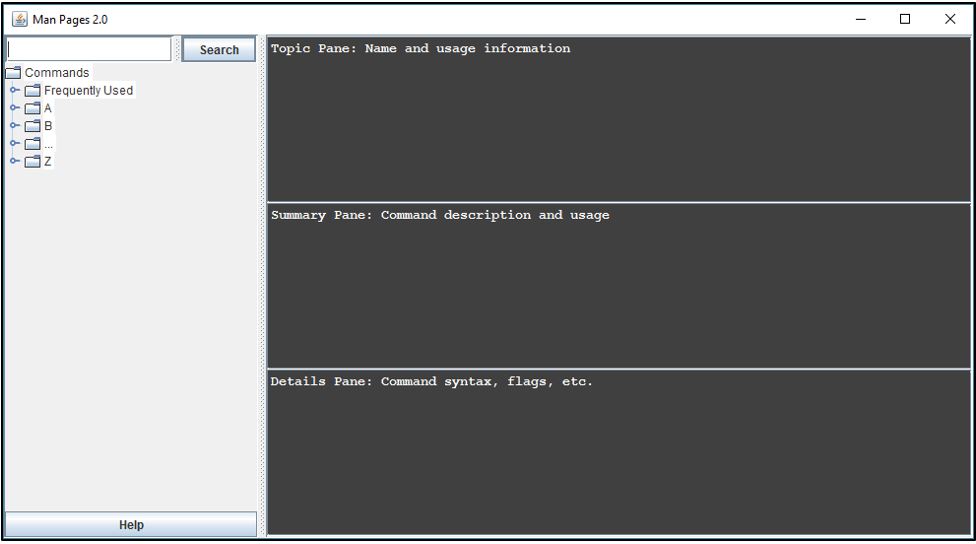 Man Pages 2.0
Search
Commands
Frequently Used
A
B
...
Z
Help
Topic Pane: Name and usage information
Summary Pane: Command description and usage
Details Pane: Command syntax, flags, etc.